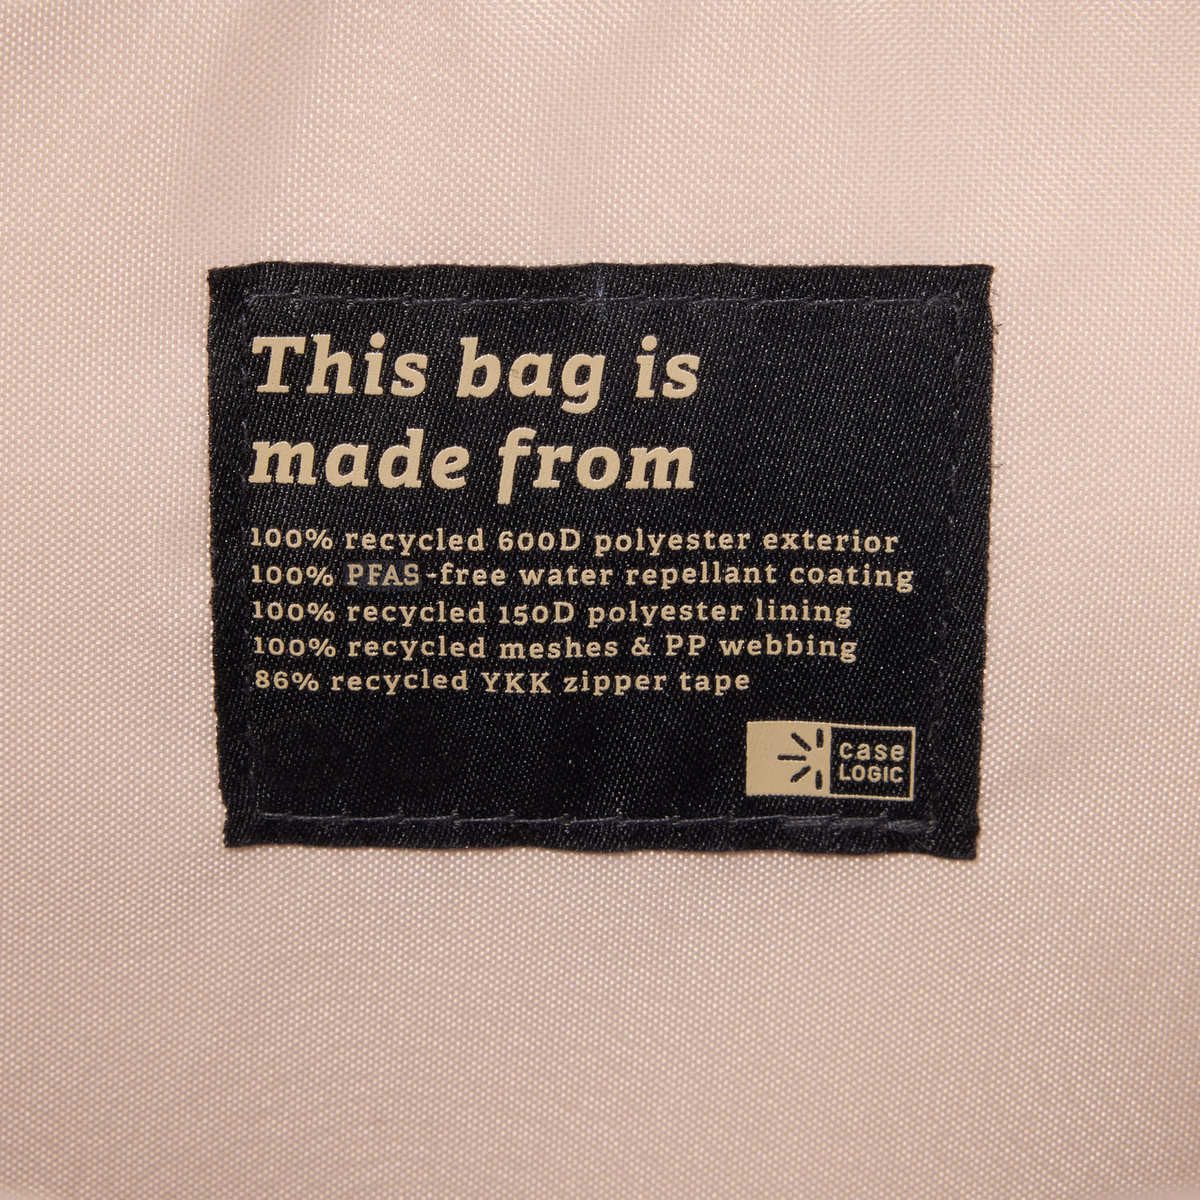 This bag is
made from
100% recycled 600D polyester exterior
100% PFAS-free water repellant coating
100% recycled 150D polyester lining
100% recycled meshes & PP webbing
86% recycled YKK zipper tape
case
LOGIC